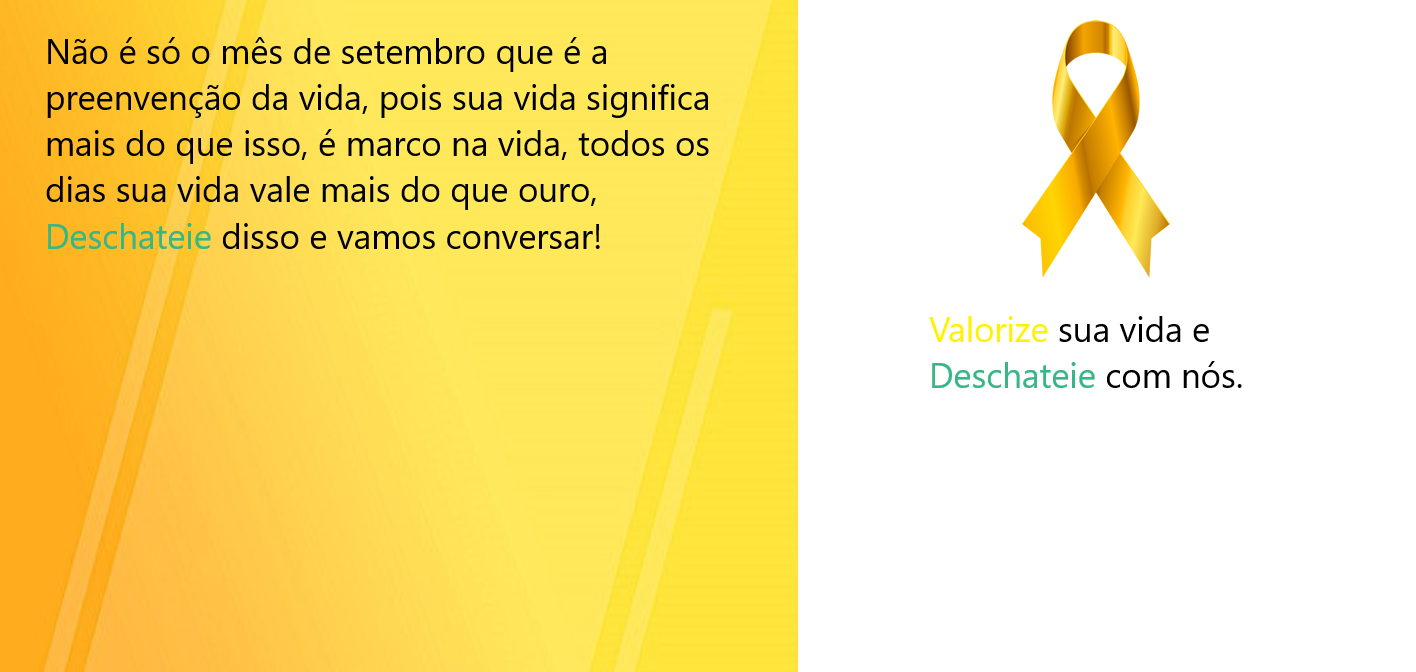 Não é só o mês de setembro que é a
preenvenção da vida, pois sua vida significa
mais do que isso, é marco na vida, todos os
dias sua vida vale mais do que ouro,
Deschateie disso e vamos conversar!
Valorize sua vida e
Deschateie com nós.